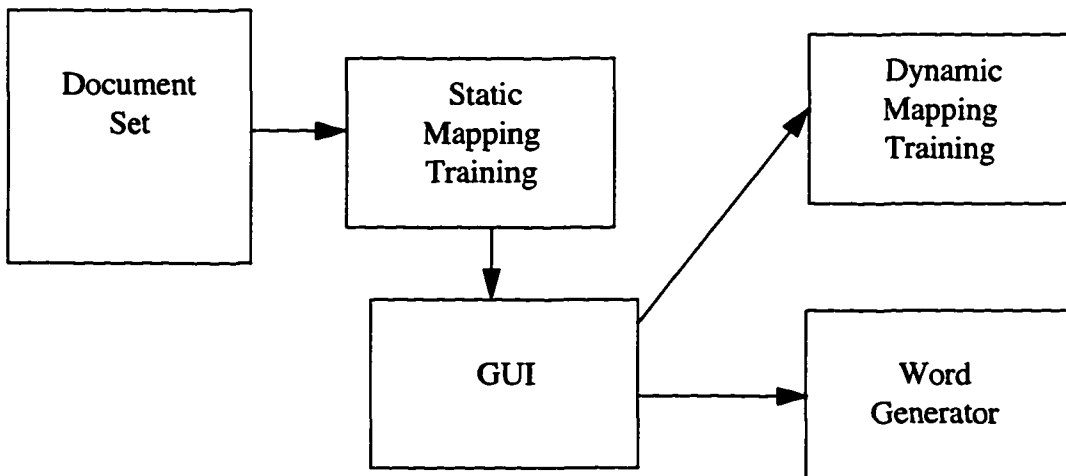 Document
Set
Static
Mapping
Training
Dynamic
Mapping
Training
GUI
Word
Generator